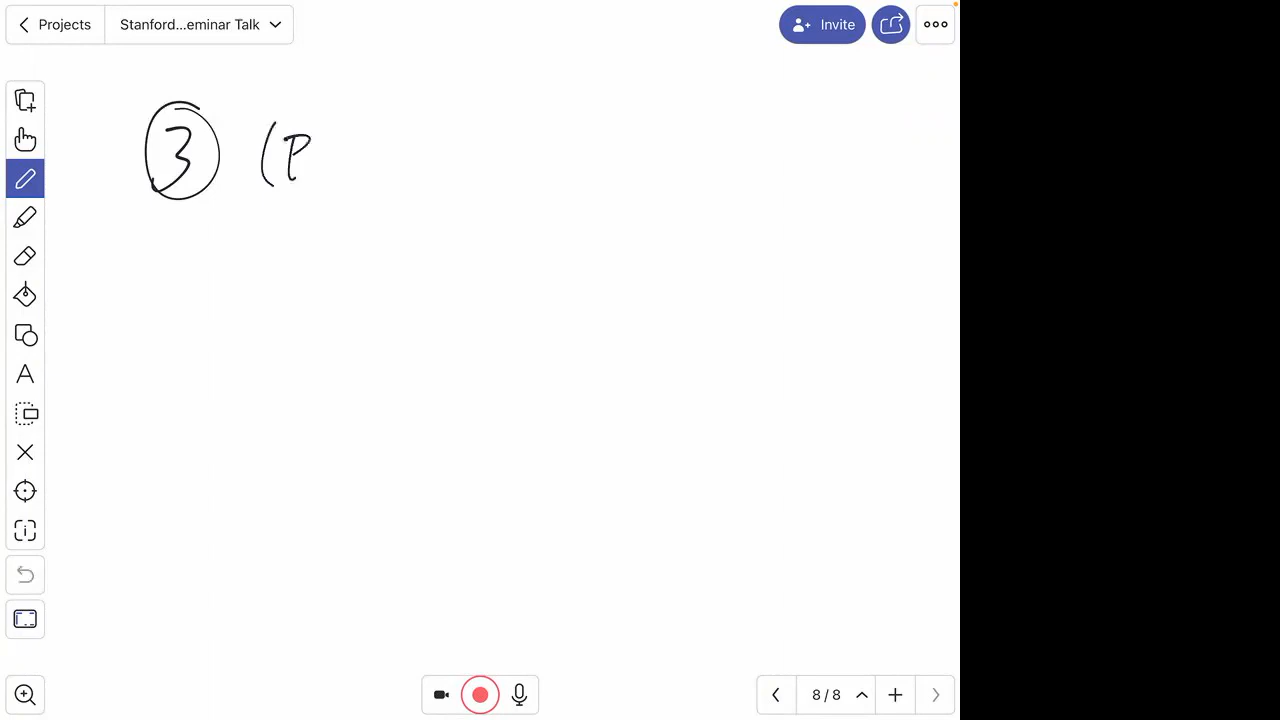 Projects
Stanford...eminar Talk
Invite
3 (P
A
8 / 8